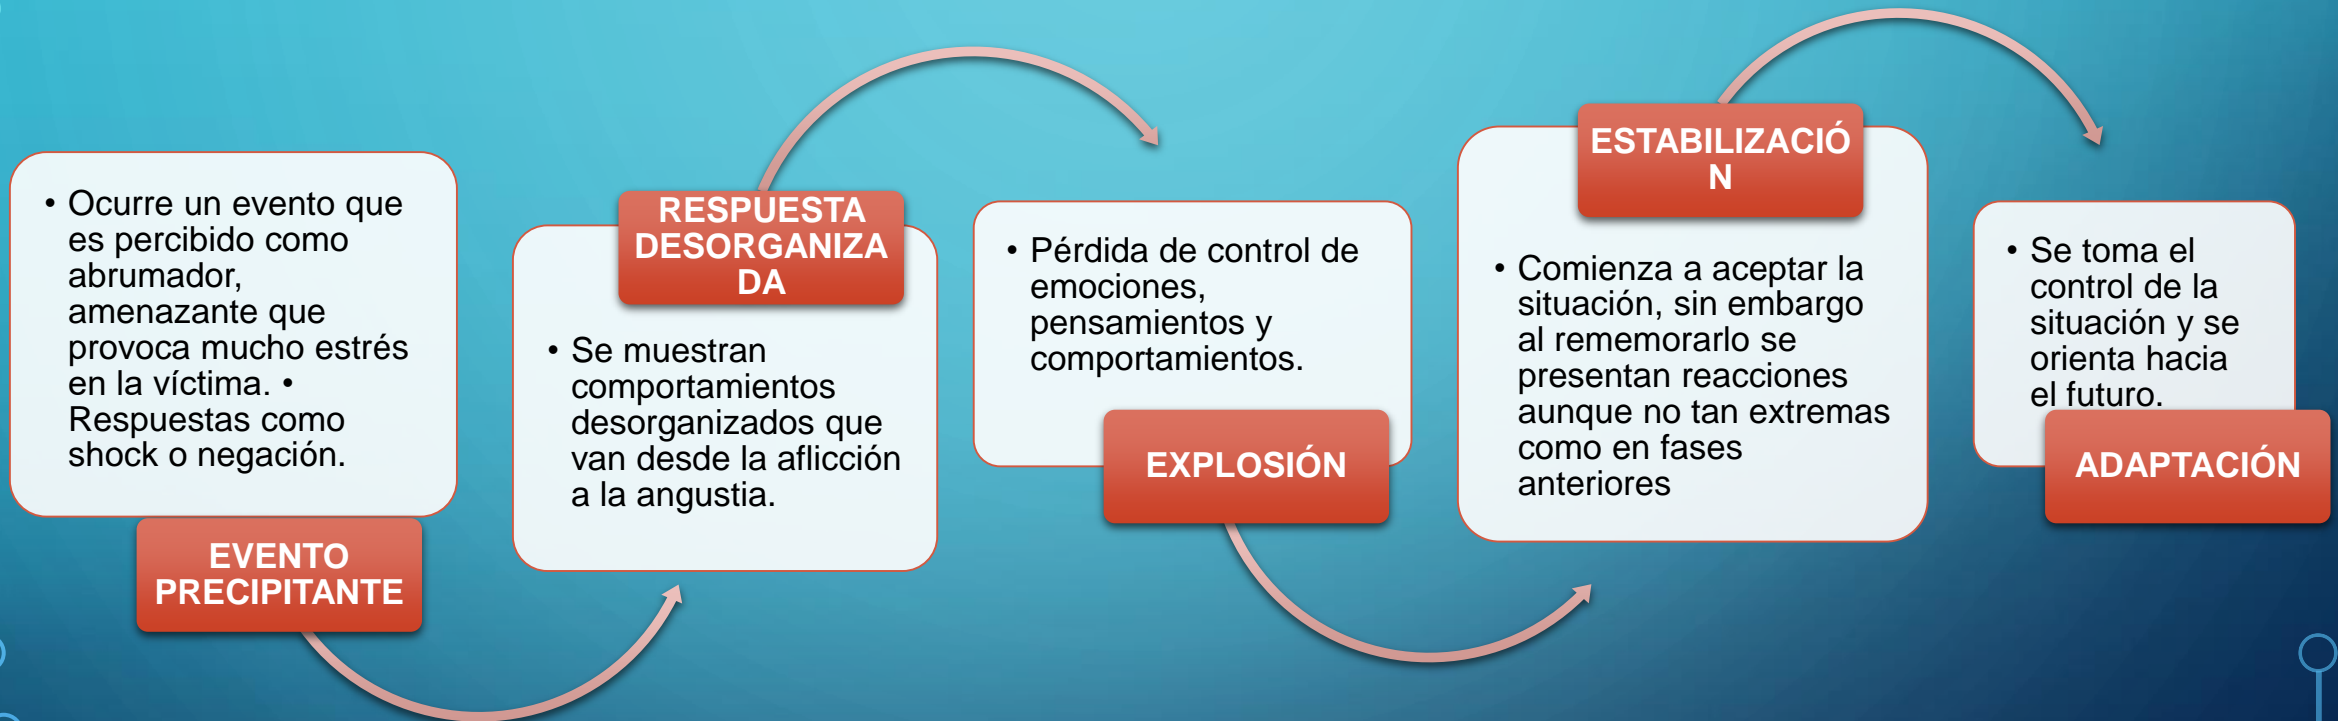 • Ocurre un evento que
es percibido como
abrumador,
amenazante que
provoca mucho estrés
en la víctima. •
Respuestas como
shock o negación.
EVENTO
PRECIPITANTE
RESPUESTA
DESORGANIZA
DA
• Se muestran
comportamientos
desorganizados que
van desde la aflicción
a la angustia.
• Pérdida de control de
emociones,
pensamientos y
comportamientos.
EXPLOSIÓN
ESTABILIZACIÓ
N
• Comienza a aceptar la
situación, sin embargo
al rememorarlo se
presentan reacciones
aunque no tan extremas
como en fases
anteriores
• Se toma el
control de la
situación y se
orienta hacia
el futuro.
ADAPTACIÓN